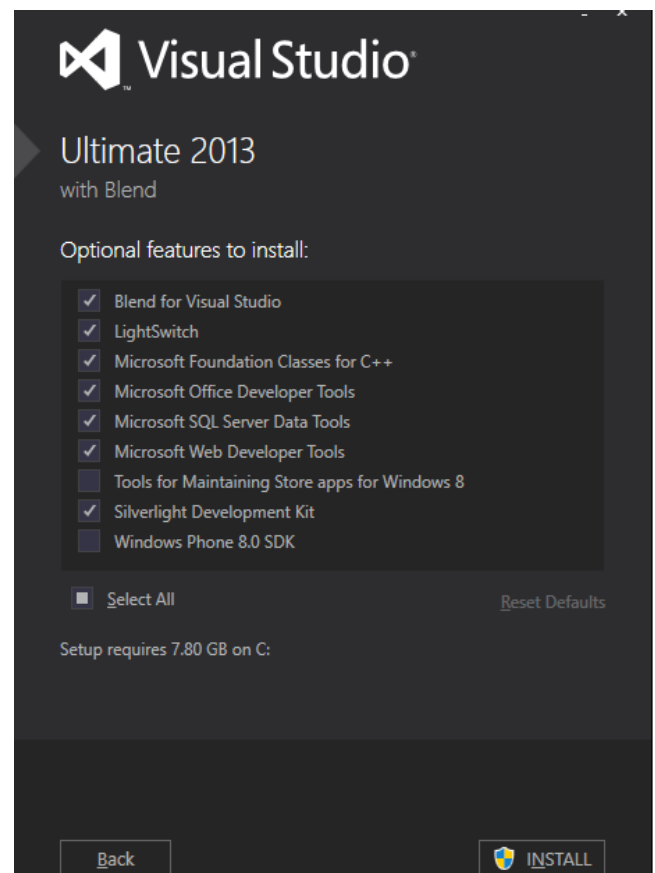 Visual Studio®
™
Ultimate 2013
with Blend
Optional features to install:
Blend for Visual Studio
LightSwitch
Microsoft Foundation Classes for C++
Microsoft Office Developer Tools
Microsoft SQL Server Data Tools
Microsoft Web Developer Tools
Tools for Maintaining Store apps for Windows 8
Silverlight Development Kit
Windows Phone 8.0 SDK
Select All
Reset Defaults
Setup requires 7.80 GB on C:
Back
INSTALL